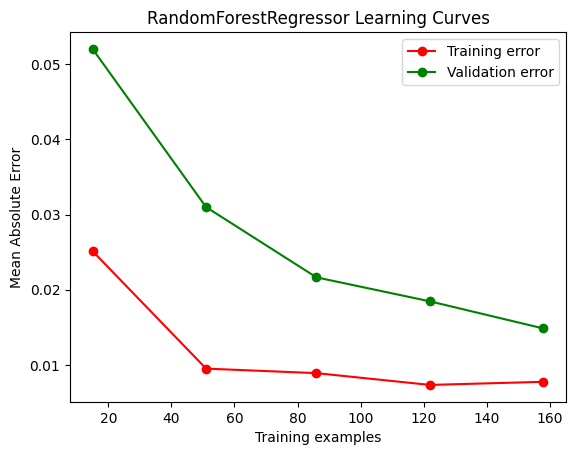 RandomForestRegressor Learning Curves
Training error
Validation error
Mean Absolute Error
0.05
0.04
0.03
0.02
0.01
20 40 60 80 100 120 140 160
Training examples